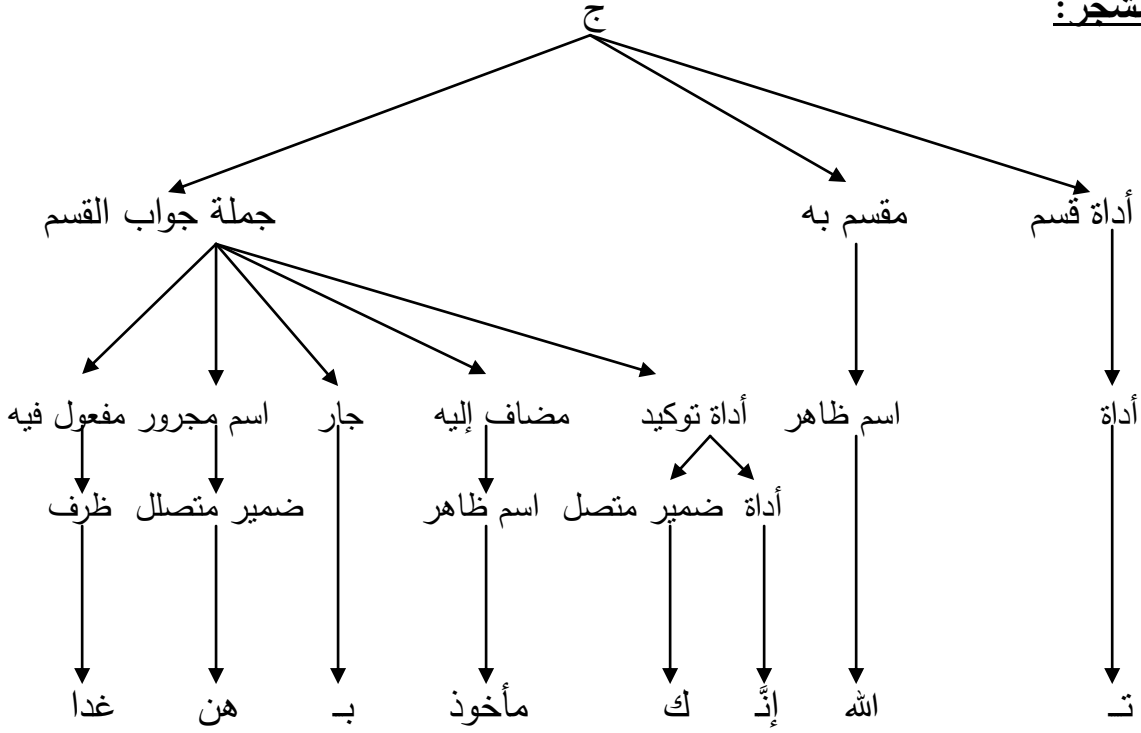 شجر:
ج
أداة قسم مقسم به جملة جواب القسم
أداة اسم ظاهر أداة توكيد مضاف إليه جار اسم مجرور مفعول فيه
أداة ضمير متصل اسم ظاهر ضمير متصلل ظرف
تـ الله إنَّـ ك مأخوذ بـ هن غدا